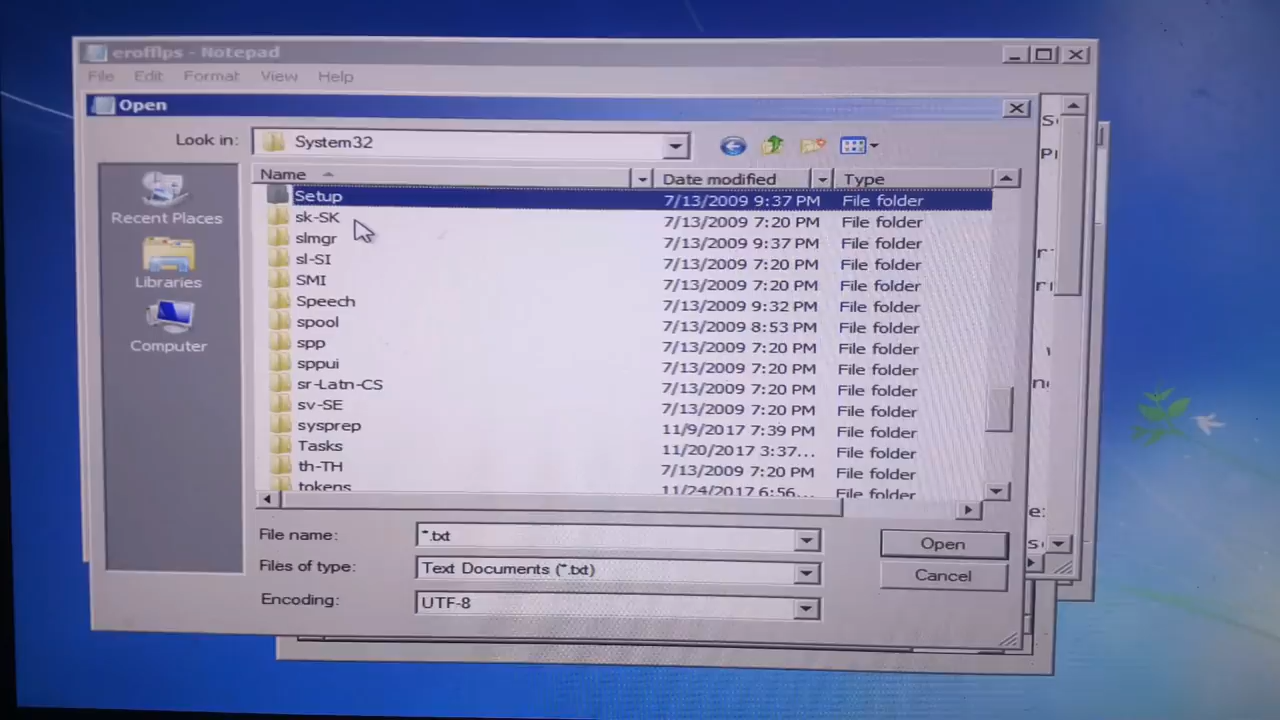 erofflps - Notepad
File Edit Format View Help
Open
Look in: System32
Name Date modified Type
Recent Places
Libraries
Computer
Setup 7/13/2009 9:37 PM File folder
sk-SK 7/13/2009 7:20 PM File folder
slmgr 7/13/2009 9:37 PM File folder
sl-SI 7/13/2009 7:20 PM File folder
SMI 7/13/2009 7:20 PM File folder
Speech 7/13/2009 9:32 PM File folder
spool 7/13/2009 8:53 PM File folder
spp 7/13/2009 7:20 PM File folder
sppui 7/13/2009 7:20 PM File folder
sr-Latn-CS 7/13/2009 7:20 PM File folder
sv-SE 7/13/2009 7:20 PM File folder
sysprep 11/9/2017 7:39 PM File folder
Tasks 11/20/2017 3:37... File folder
th-TH 7/13/2009 7:20 PM File folder
tokens 11/24/2017 6:56... File folder
File name: *.txt
Open
Files of type: Text Documents (*.txt)
Cancel
Encoding: UTF-8